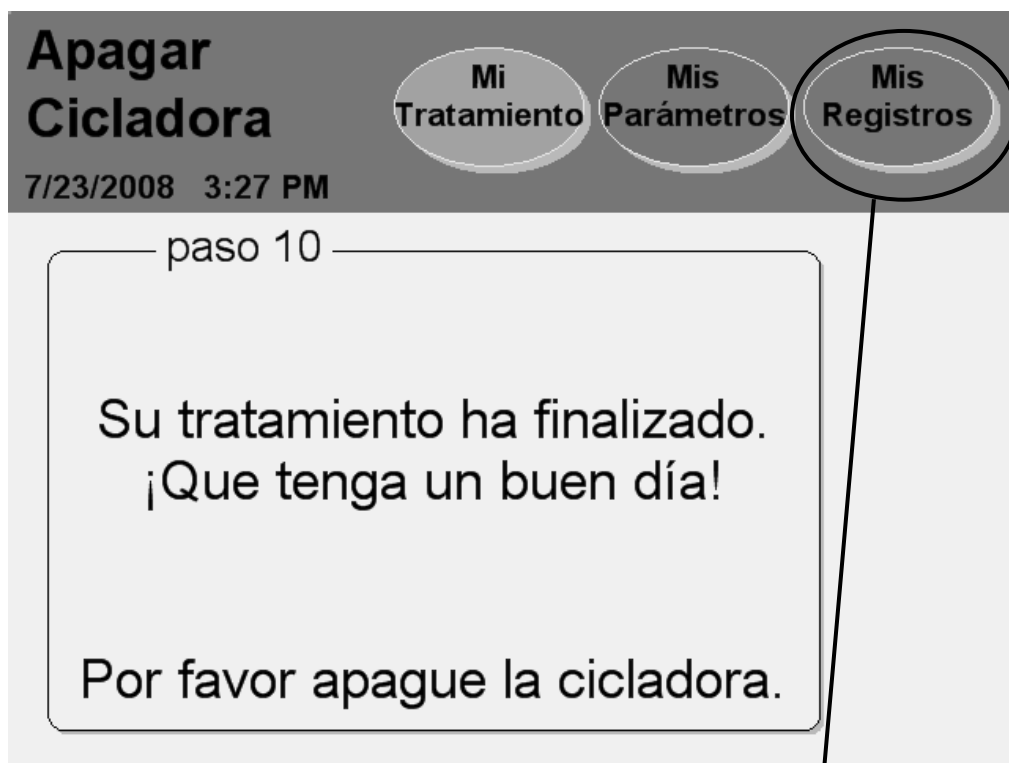 Apagar
Cicladora
7/23/2008 3:27 PM
Mi
Tratamiento
Mis
Parámetros
Mis
Registros
paso 10
Su tratamiento ha finalizado.
¡Que tenga un buen día!
Por favor apague la cicladora.